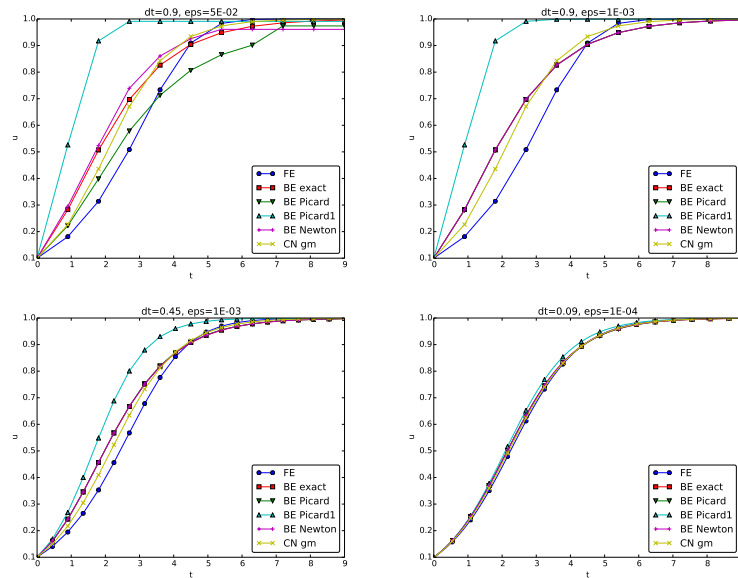 dt=0.9, eps=5E-02
1.0
0.9
0.8
0.7
0.6
0.5
0.4
0.3
0.2
0.1
u
0 1 2 3 4 5 6 7 8 9
t
FE
BE exact
BE Picard
BE Picard1
BE Newton
CN gm
dt=0.9, eps=1E-03
1.0
0.9
0.8
0.7
0.6
0.5
0.4
0.3
0.2
0.1
u
0 1 2 3 4 5 6 7 8
t
FE
BE exact
BE Picard
BE Picard1
BE Newton
CN gm
dt=0.45, eps=1E-03
1.0
0.9
0.8
0.7
0.6
0.5
0.4
0.3
0.2
0.1
u
0 1 2 3 4 5 6 7 8 9
t
FE
BE exact
BE Picard
BE Picard1
BE Newton
CN gm
dt=0.09, eps=1E-04
1.0
0.9
0.8
0.7
0.6
0.5
0.4
0.3
0.2
0.1
u
0 1 2 3 4 5 6 7 8
t
FE
BE exact
BE Picard
BE Picard1
BE Newton
CN gm